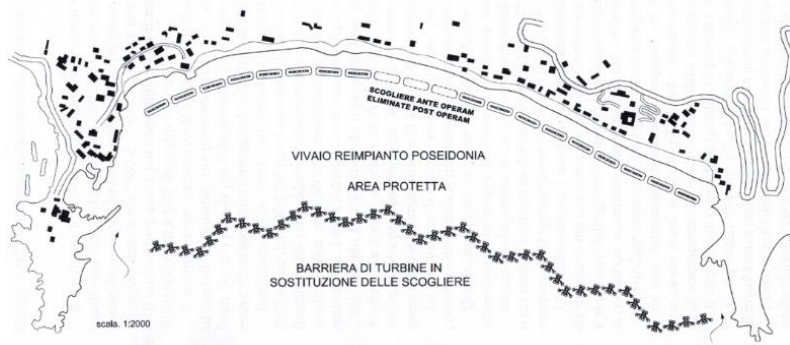 SCOGLIERE ANTE OPERAM
ELIMINATE POST OPERAM
VIVAIO REIMPIANTO POSEIDONIA
AREA PROTETTA
BARRIERA DI TURBINE IN
SOSTITUZIONE DELLE SCOGLIERE
scala. 1:2000